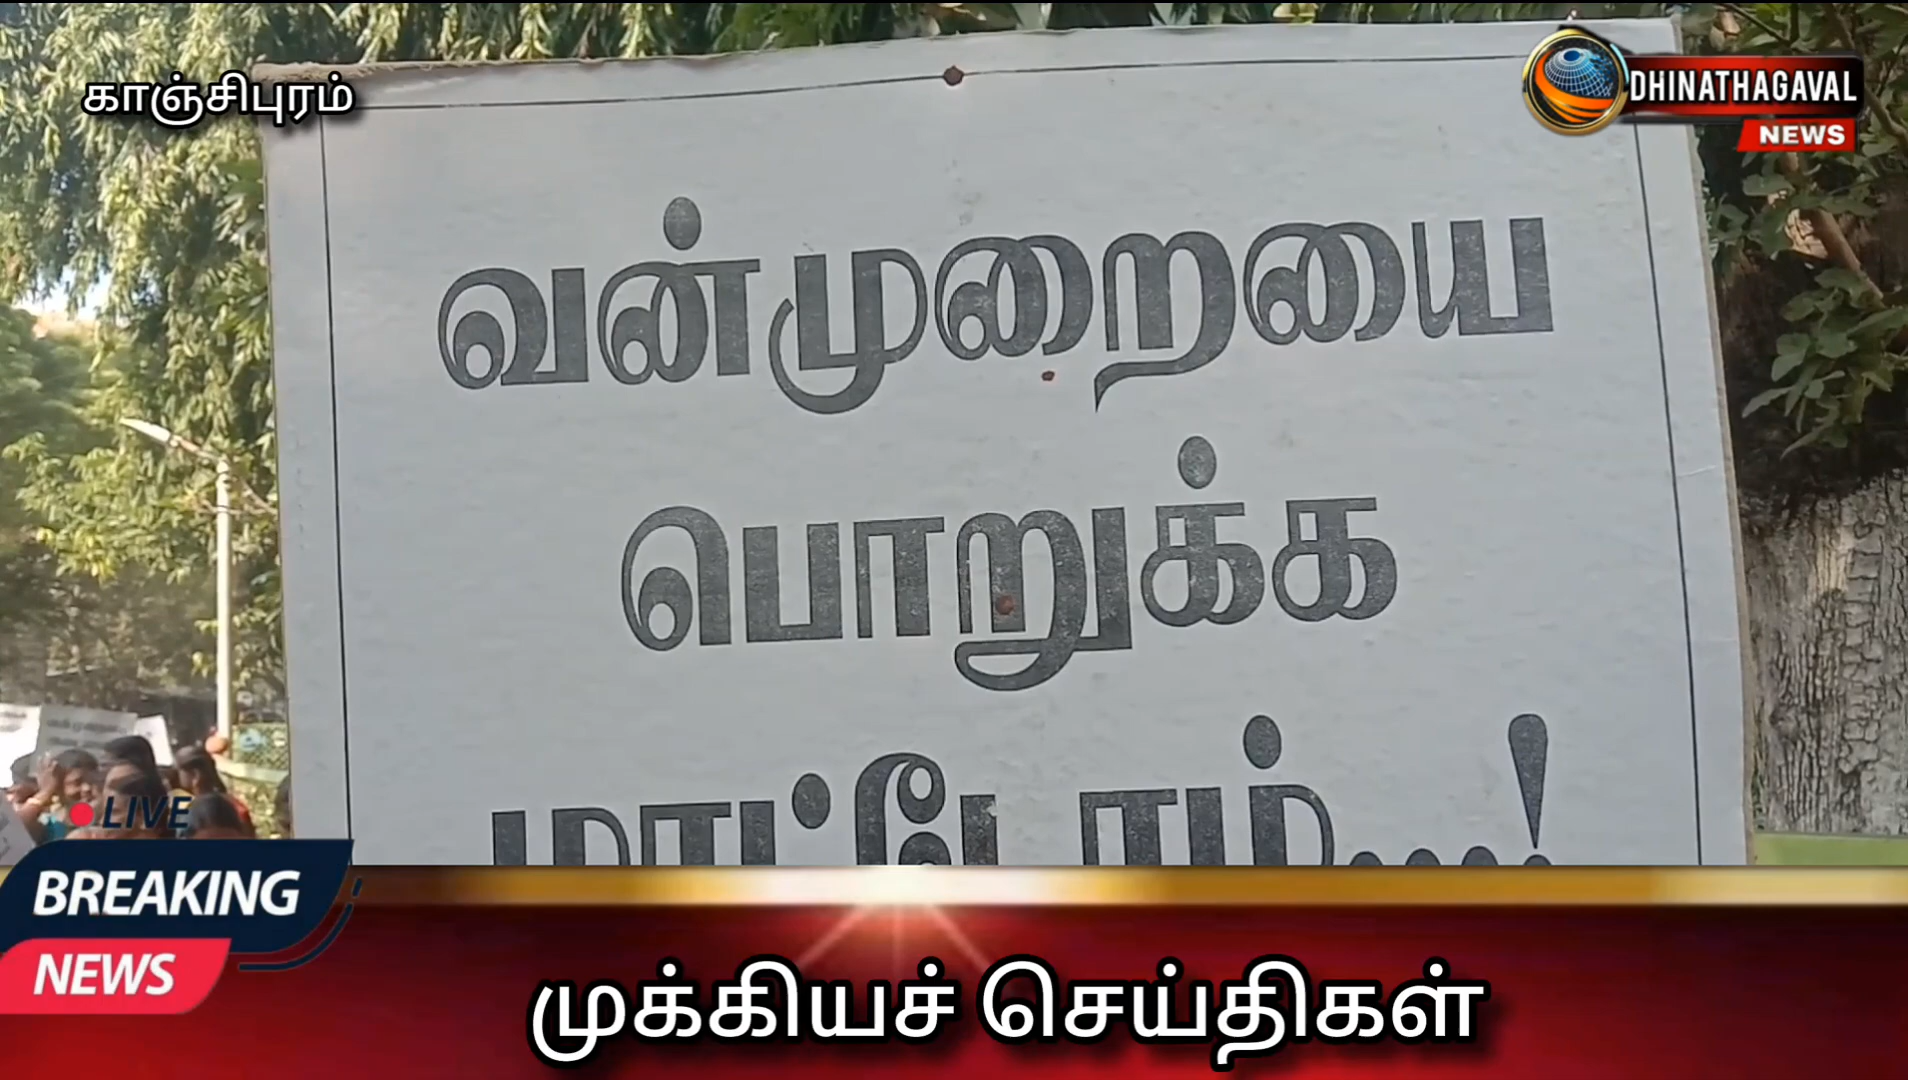 காஞ்சிபுரம்
DHINATHAGAVAL
NEWS
வன்முறையை
பொறுக்க
மாட்டோம்....!
LIVE
BREAKING
NEWS
முக்கியச் செய்திகள்